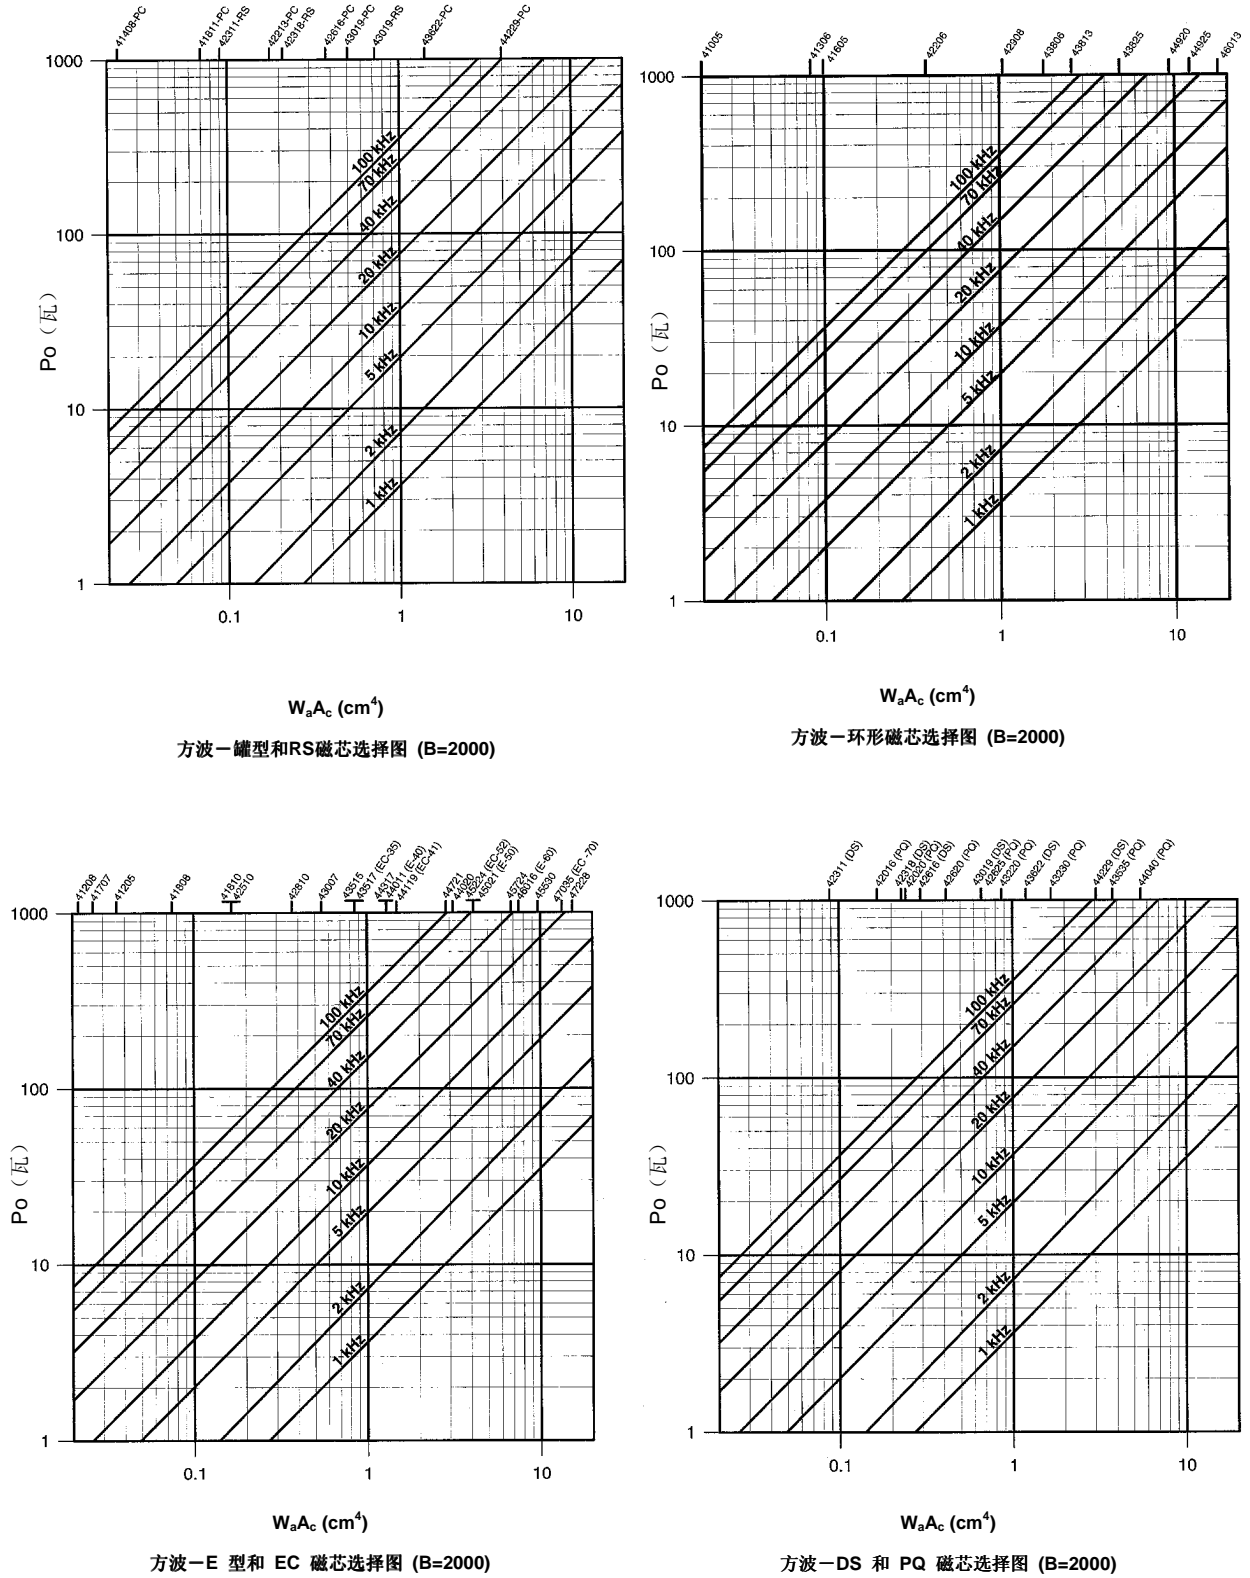 41408-PC
41811-PC
42311-RS
42213-PC
42318-RS
42616-PC
43019-PC
43019-RS
43622-PC
44229-PC
1000
100
10
1
Po（瓦）
100 kHz
70 kHz
40 kHz
20 kHz
10 kHz
5 kHz
2 kHz
1 kHz
0.1
1
10
WaAc (cm4)
方波－罐型和RS磁芯选择图 (B=2000)
41005
41306
41605
42206
42908
43806
43813
43825
44920
44925
46013
1000
100
10
1
Po（瓦）
100 kHz
70 kHz
40 kHz
20 kHz
10 kHz
5 kHz
2 kHz
1 kHz
0.1
1
10
WaAc (cm4)
方波－环形磁芯选择图 (B=2000)
41208
41707
41205
41808
41810
42510
42810
43007
43515
43517 (EC-35)
44317
44011 (E-40)
44119 (EC-41)
44721
44020
45224 (EC-52)
45021 (E-50)
45724
46016 (E-60)
45530
47035 (EC-70)
47228
1000
100
10
1
Po（瓦）
100 kHz
70 kHz
40 kHz
20 kHz
10 kHz
5 kHz
2 kHz
1 kHz
0.1
1
10
WaAc (cm4)
方波－E 型和 EC 磁芯选择图 (B=2000)
42311 (DS)
42016 (PQ)
42318 (DS)
42020 (PQ)
42616 (DS)
42620 (PQ)
43019 (DS)
42625 (PQ)
43220 (PQ)
43622 (DS)
43230 (PQ)
44229 (DS)
43535 (PQ)
44040 (PQ)
1000
100
10
1
Po（瓦）
100 kHz
70 kHz
40 kHz
20 kHz
10 kHz
5 kHz
2 kHz
1 kHz
0.1
1
10
WaAc (cm4)
方波－DS 和 PQ 磁芯选择图 (B=2000)